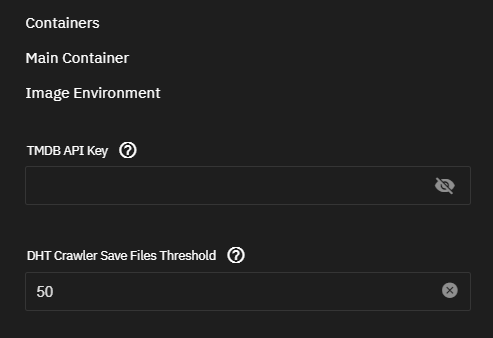 Containers
Main Container
Image Environment
TMDB API Key
DHT Crawler Save Files Threshold
50